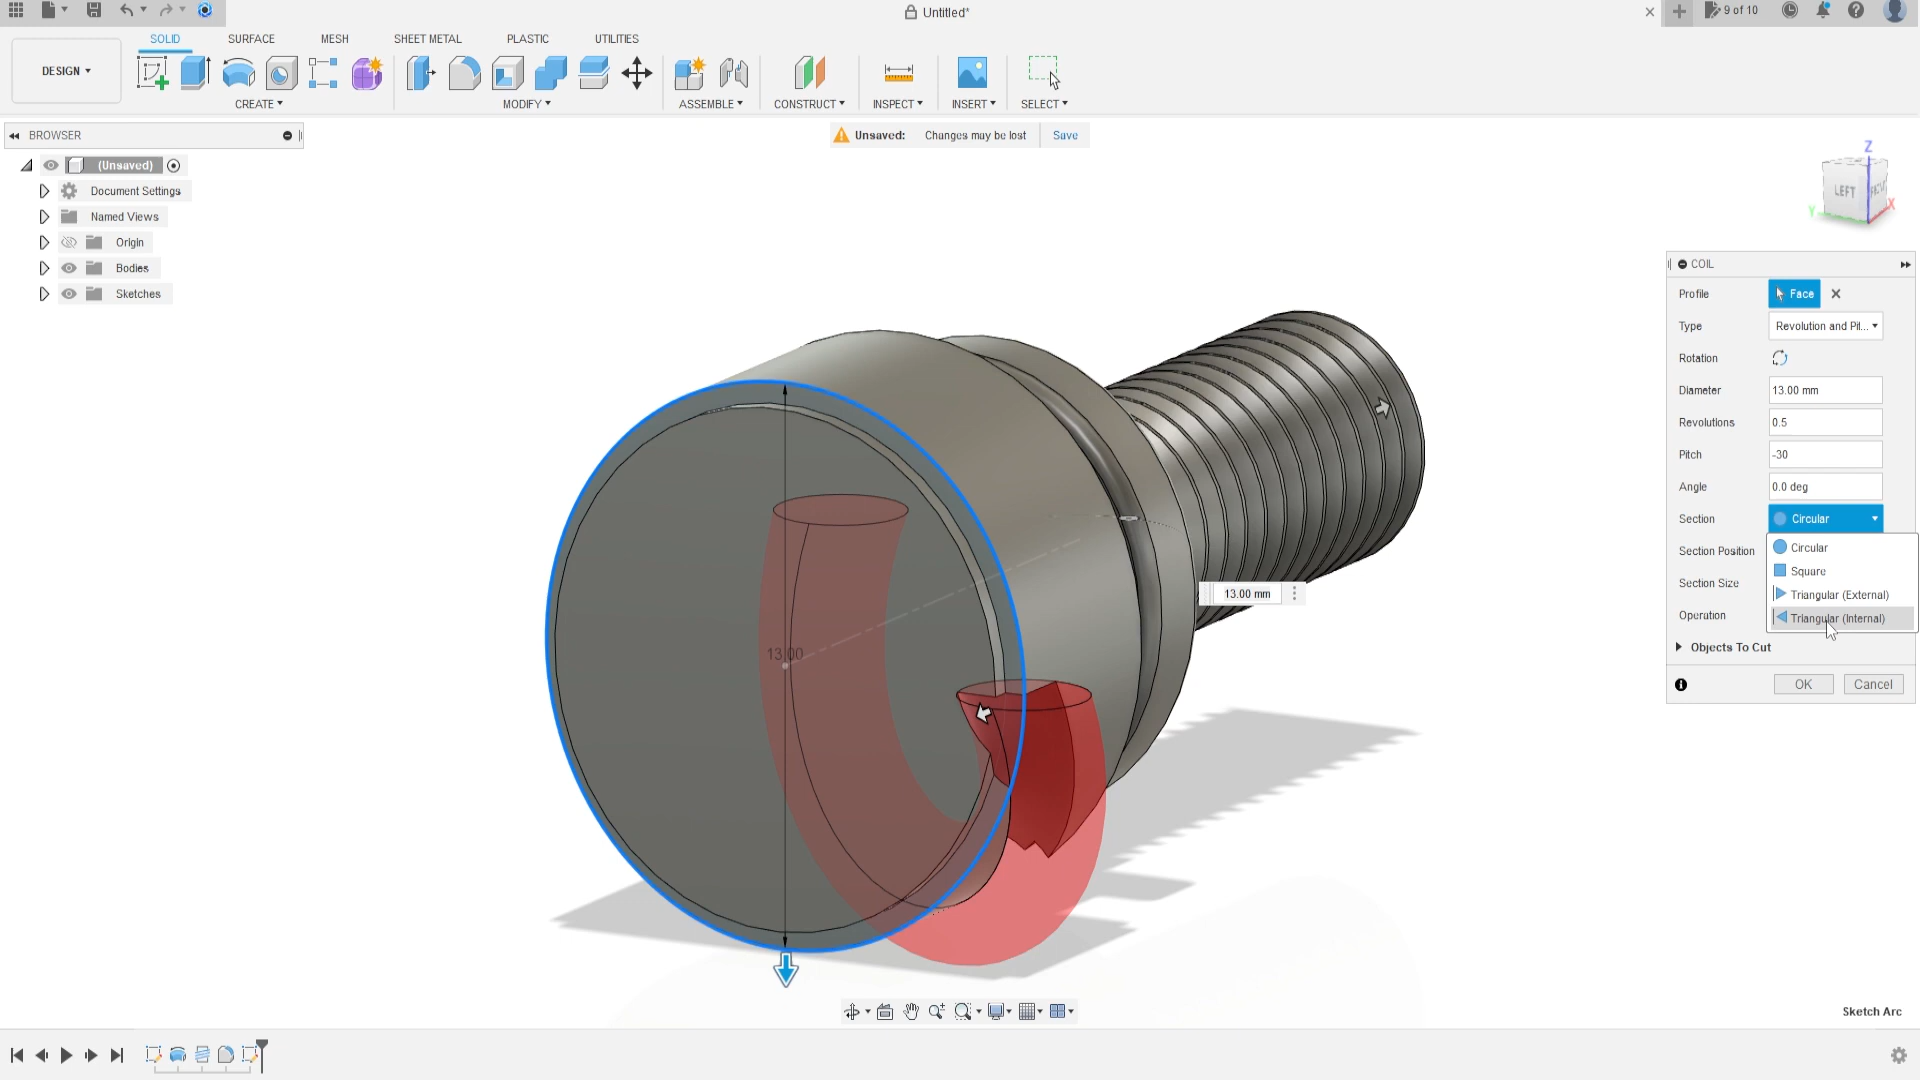 Untitled*
9 of 10
DESIGN
SOLID
SURFACE
MESH
SHEET METAL
PLASTIC
UTILITIES
CREATE
MODIFY
ASSEMBLE
CONSTRUCT
INSPECT
INSERT
SELECT
BROWSER
Unsaved: Changes may be lost Save
(Unsaved)
Document Settings
Named Views
Origin
Bodies
Sketches
Z
LEFT
Y
X
COIL
Profile Face
Type Revolution and Pit...
Rotation
Diameter 13.00 mm
Revolutions 0.5
Pitch -30
Angle 0.0 deg
Section Circular
Section Position
Section Size
Operation
Circular
Square
Triangular (External)
Triangular (Internal)
Objects To Cut
OK
Cancel
13.00 mm
13.00
Sketch Arc